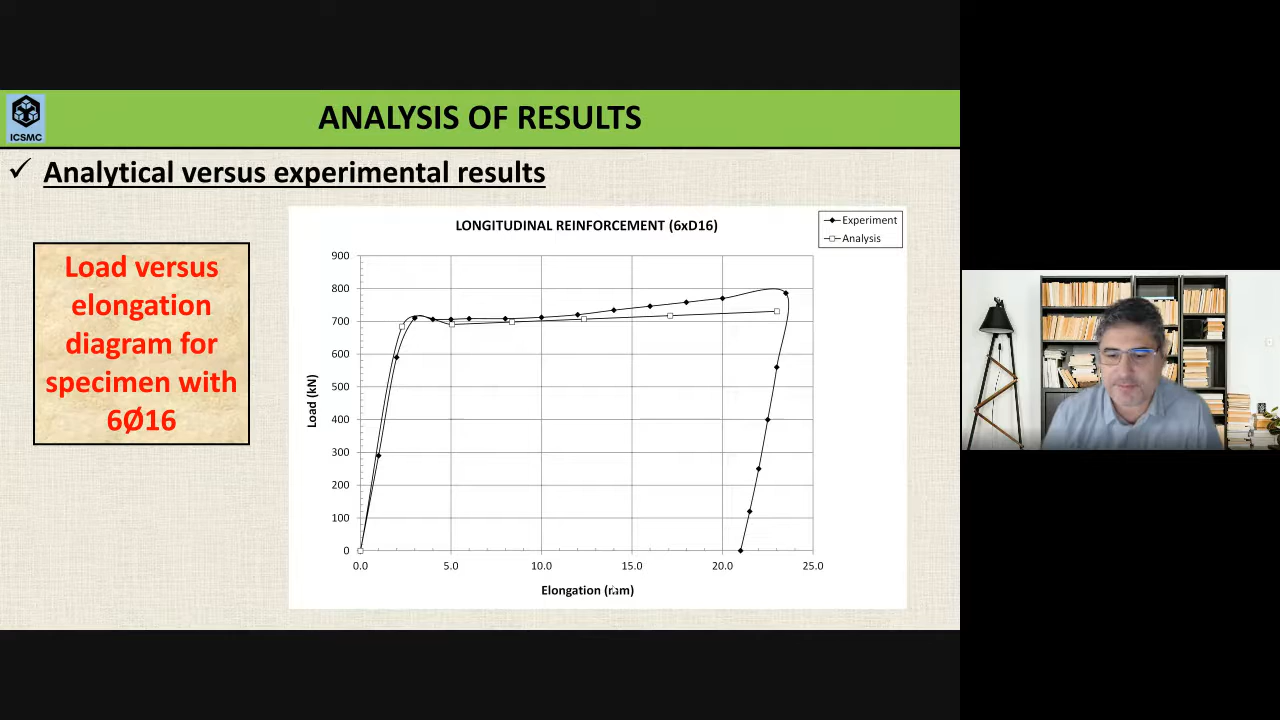 ICSMC
ANALYSIS OF RESULTS
✓ Analytical versus experimental results
Load versus
elongation
diagram for
specimen with
6Ø16
LONGITUDINAL REINFORCEMENT (6xD16)
Experiment
Analysis
Load (kN)
900
800
700
600
500
400
300
200
100
0
0.0 5.0 10.0 15.0 20.0 25.0
Elongation (mm)